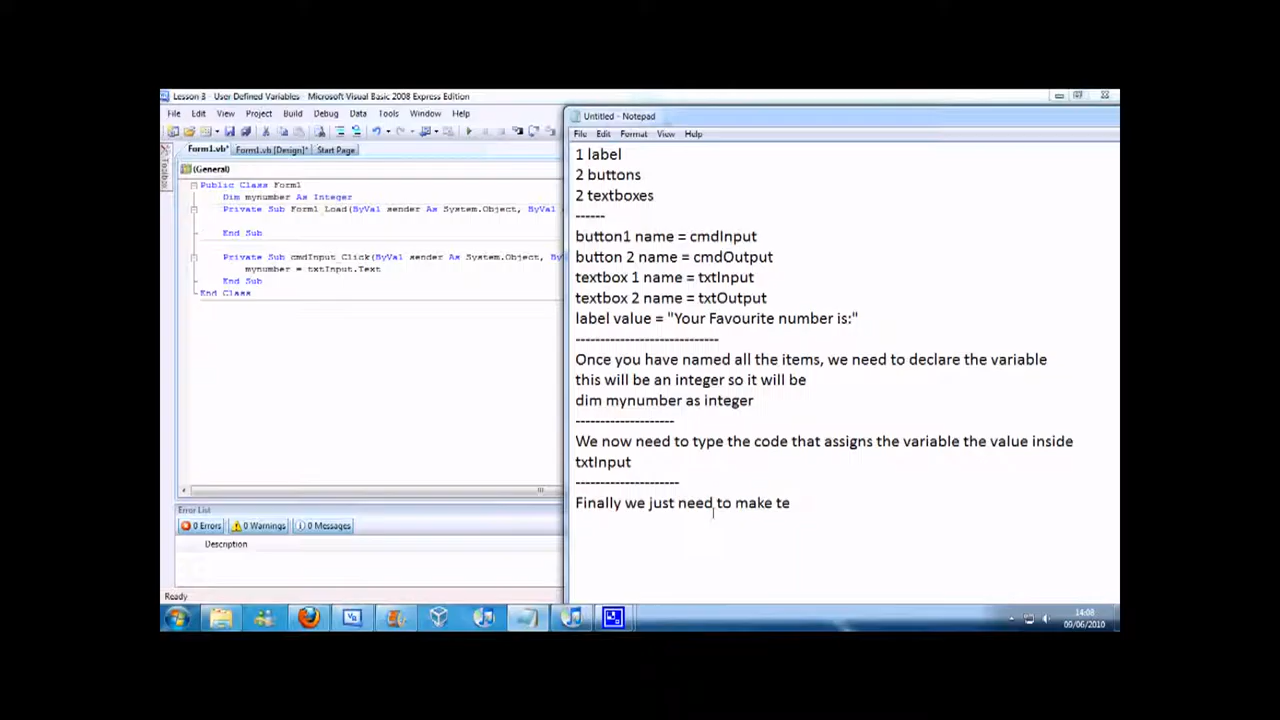 Lesson 3 - User Defined Variables - Microsoft Visual Basic 2008 Express Edition
File Edit View Project Build Debug Data Tools Window Help
Form1.vb* Form1.vb [Design]* Start Page
Toolbox
(General)
Public Class Form1
Dim mynumber As Integer
Private Sub Form1_Load(ByVal sender As System.Object, ByVal
End Sub
Private Sub cmdInput_Click(ByVal sender As System.Object, By
mynumber = txtInput.Text
End Sub
End Class
Error List
0 Errors 0 Warnings 0 Messages
Description
Ready
Untitled - Notepad
File Edit Format View Help
1 label
2 buttons
2 textboxes
------
button1 name = cmdInput
button 2 name = cmdOutput
textbox 1 name = txtInput
textbox 2 name = txtOutput
label value = "Your Favourite number is:"
----------------------------
Once you have named all the items, we need to declare the variable
this will be an integer so it will be
dim mynumber as integer
-------------------
We now need to type the code that assigns the variable the value inside
txtInput
--------------------
Finally we just need to make te
14:08
09/06/2010